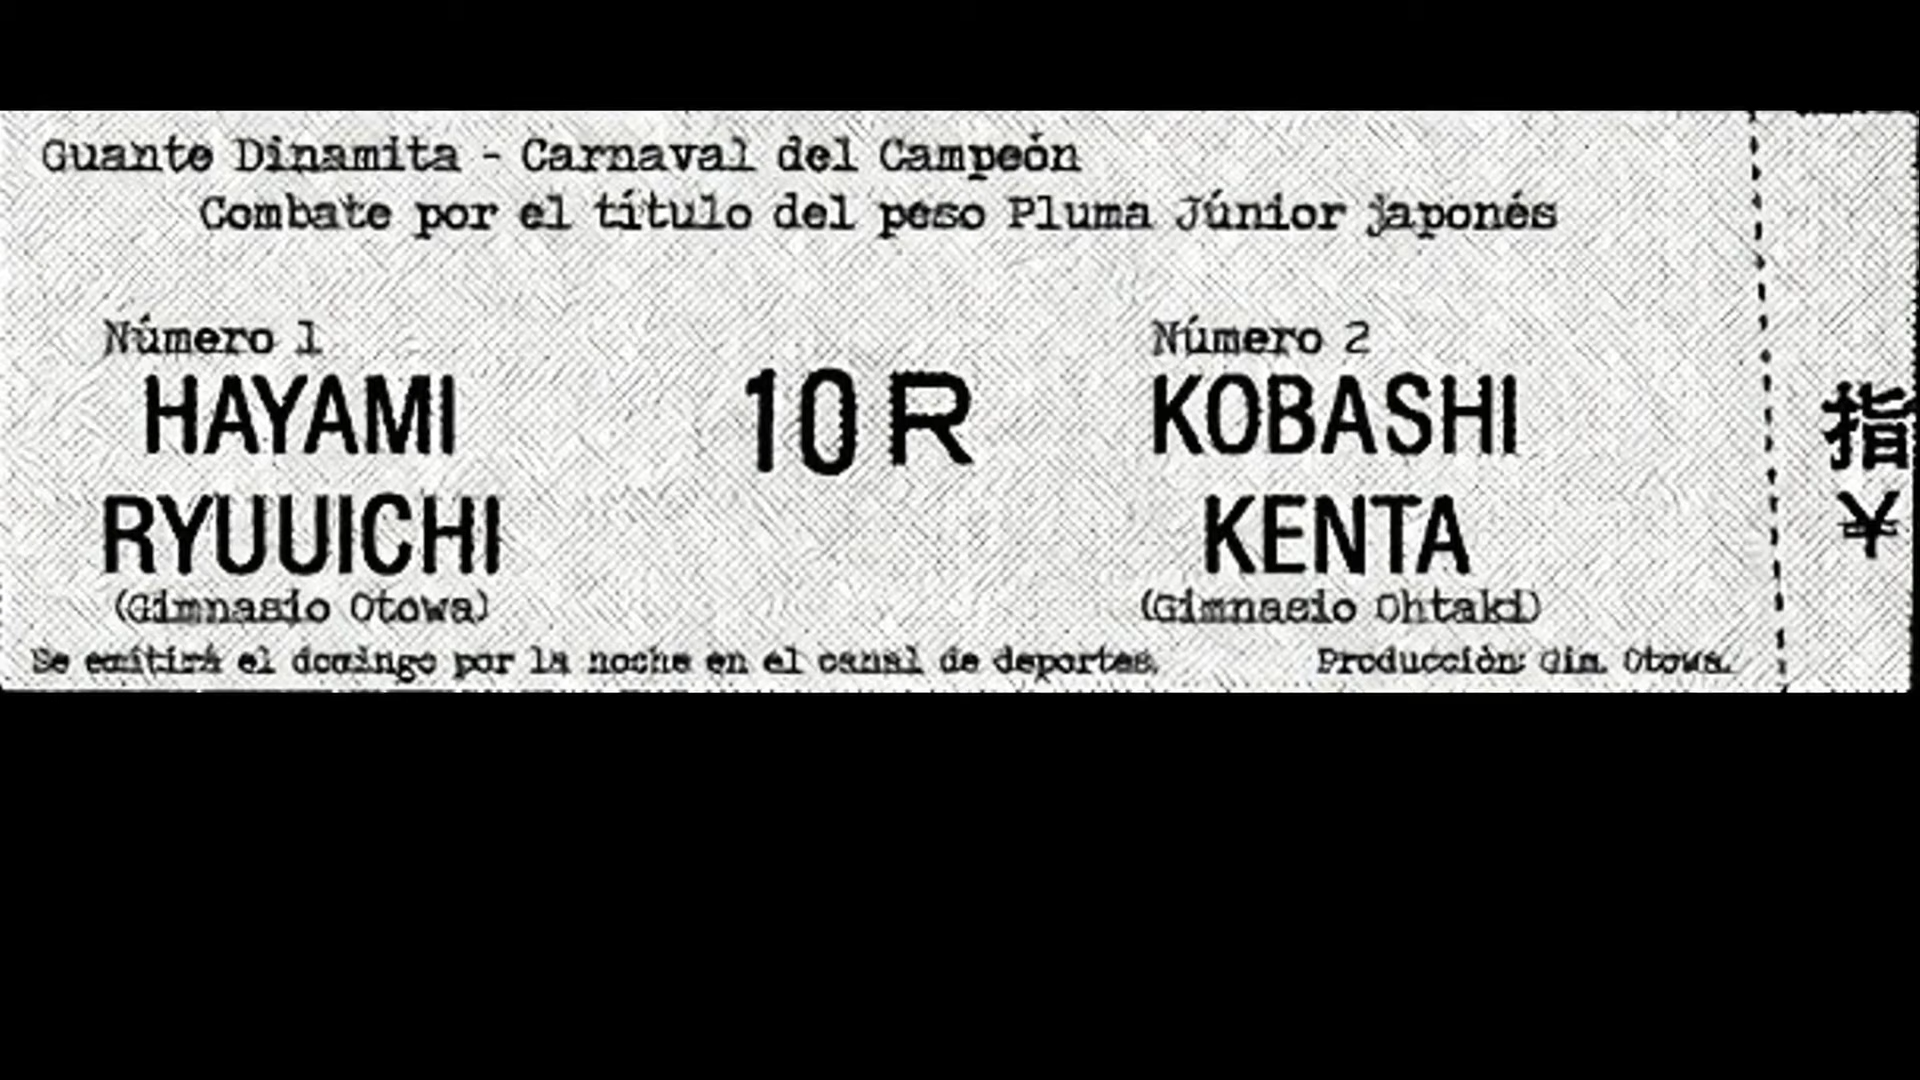 Guante Dinamita - Carnaval del Campeón
Combate por el título del peso Pluma Júnior japonés
Número 1
HAYAMI
RYUUICHI
(Gimnasio Otowa)
10 R
Número 2
KOBASHI
KENTA
(Gimnasio Ohtaki)
Se emitirá el domingo por la noche en el canal de deportes.
Producción: Gim. Otowa.
指
¥